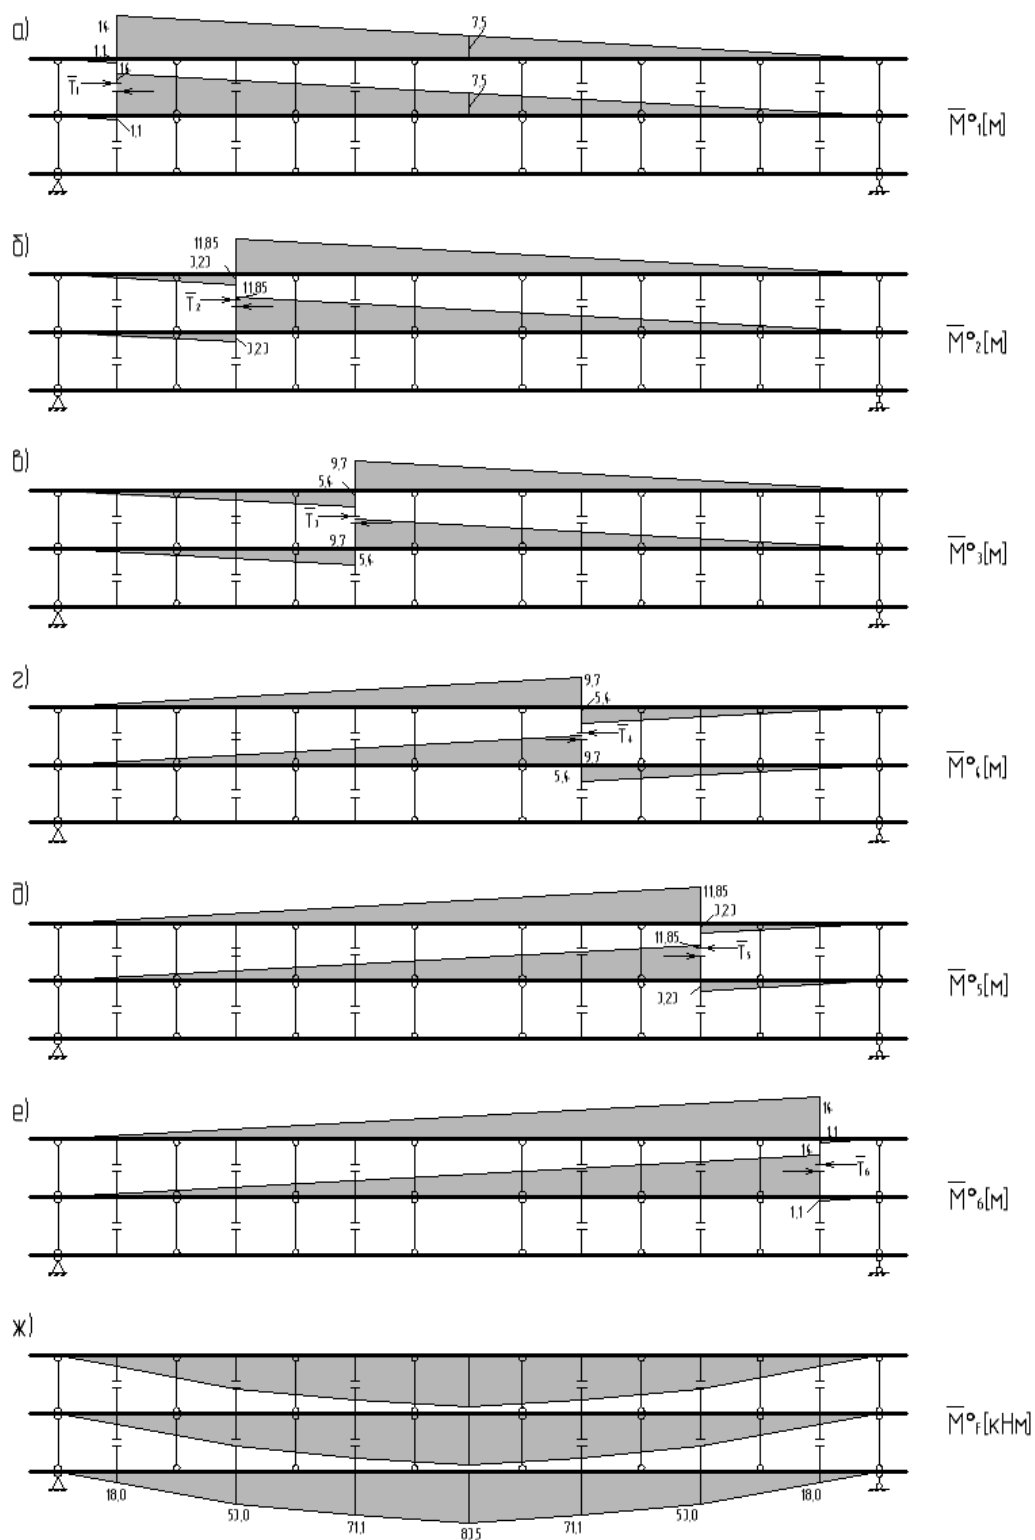 а)
14
7,5
1,1
T̅₁
14
7,5
1,1
M̅°₁[м]
б)
11,85
3,23
11,85
T̅₂
3,23
M̅°₂[м]
в)
9,7
5,4
T̅₃
9,7
5,4
M̅°₃[м]
г)
9,7
5,4
T̅₄
9,7
5,4
M̅°₄[м]
д)
11,85
3,23
11,85
T̅₅
3,23
M̅°₅[м]
е)
14
1,1
14
T̅₆
1,1
M̅°₆[м]
ж)
M̅°F[кНм]
18,0 53,0 71,1 83,5 71,1 53,0 18,0